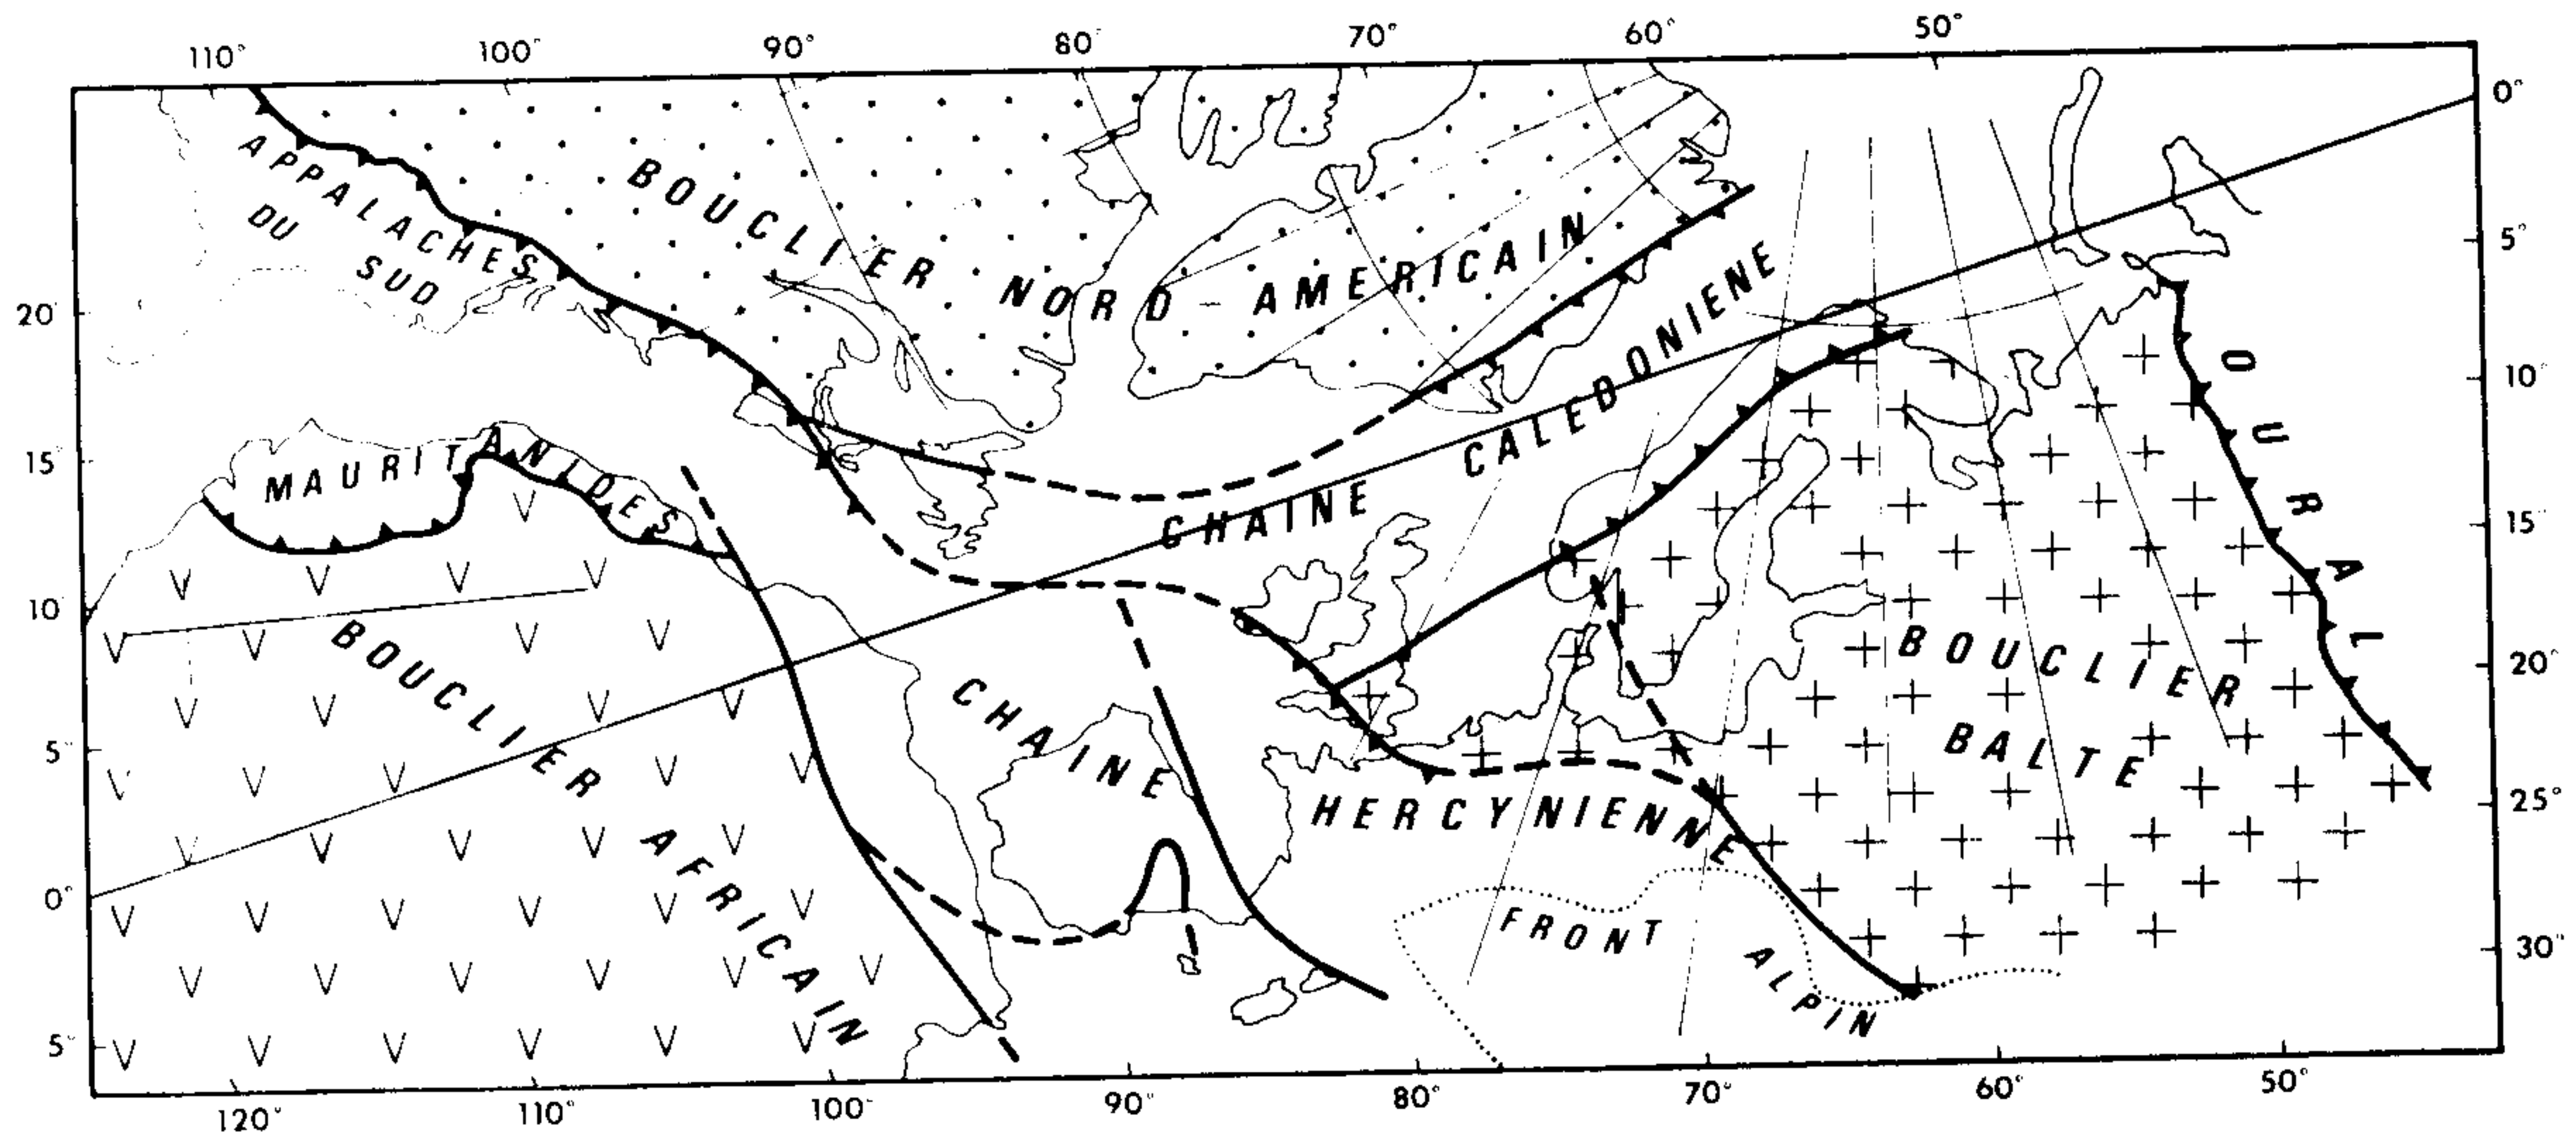 110° 100° 90° 80° 70° 60° 50°
0°
5°
10°
15°
20°
25°
30°
20°
15°
10°
5°
0°
5°
APPALACHES
DU
SUD
BOUCLIER NORD-AMERICAIN
MAURITANIDES
CHAINE CALEDONIENE
OURAL
BOUCLIER AFRICAIN
CHAINE
HERCYNIENNE
BOUCLIER
BALTE
FRONT
ALPIN
120° 110° 100° 90° 80° 70° 60° 50°